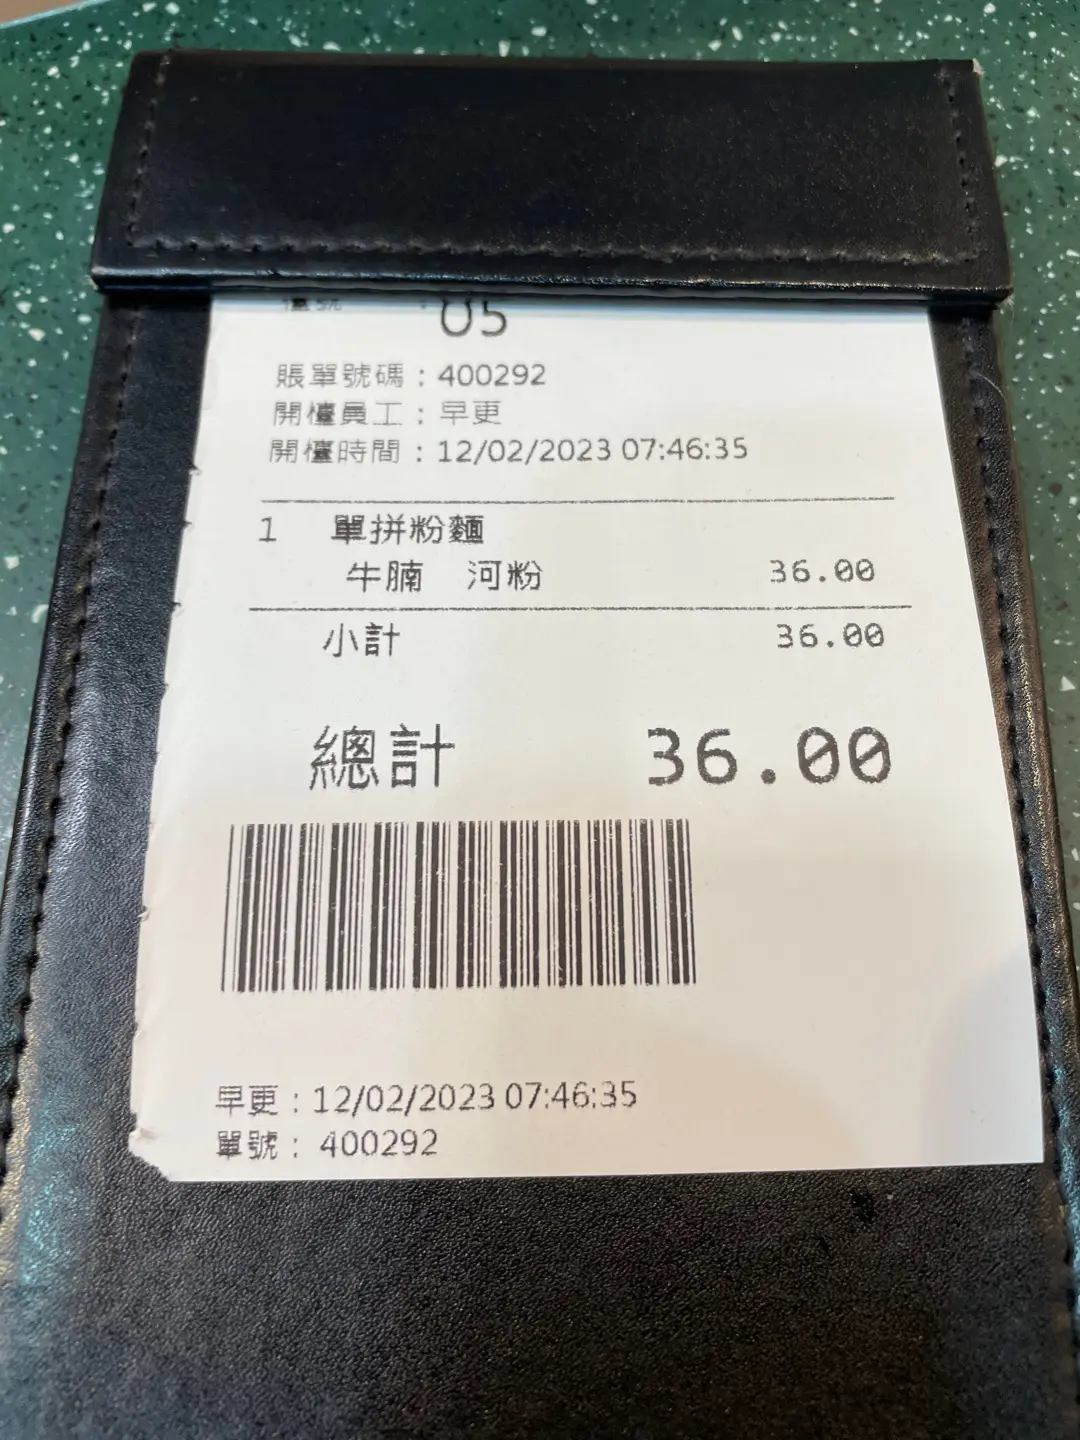 檯號 : 05
賬單號碼 : 400292
開檯員工 : 早更
開檯時間 : 12/02/2023 07:46:35
1 單拼粉麵
牛腩 河粉 36.00
小計 36.00
總計 36.00
早更 : 12/02/2023 07:46:35
單號 : 400292